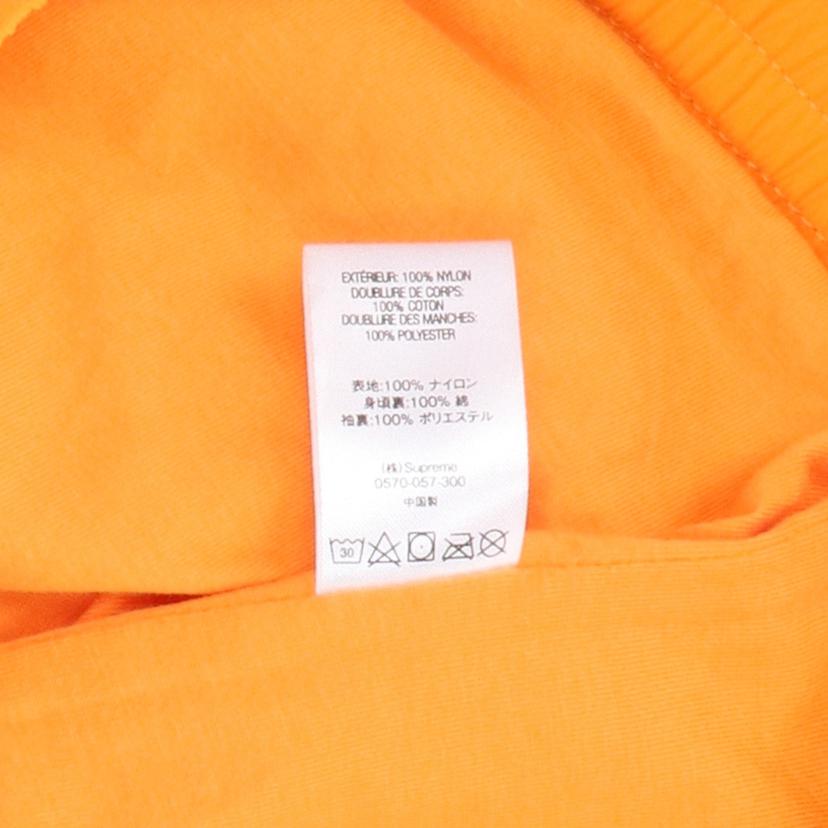 EXTÉRIEUR: 100% NYLON
DOUBLURE DE CORPS:
100% COTON
DOUBLURE DES MANCHES:
100% POLYESTER
表地:100% ナイロン
身頃裏:100% 綿
袖裏:100% ポリエステル
(株)Supreme
0570-057-300
中国製
30